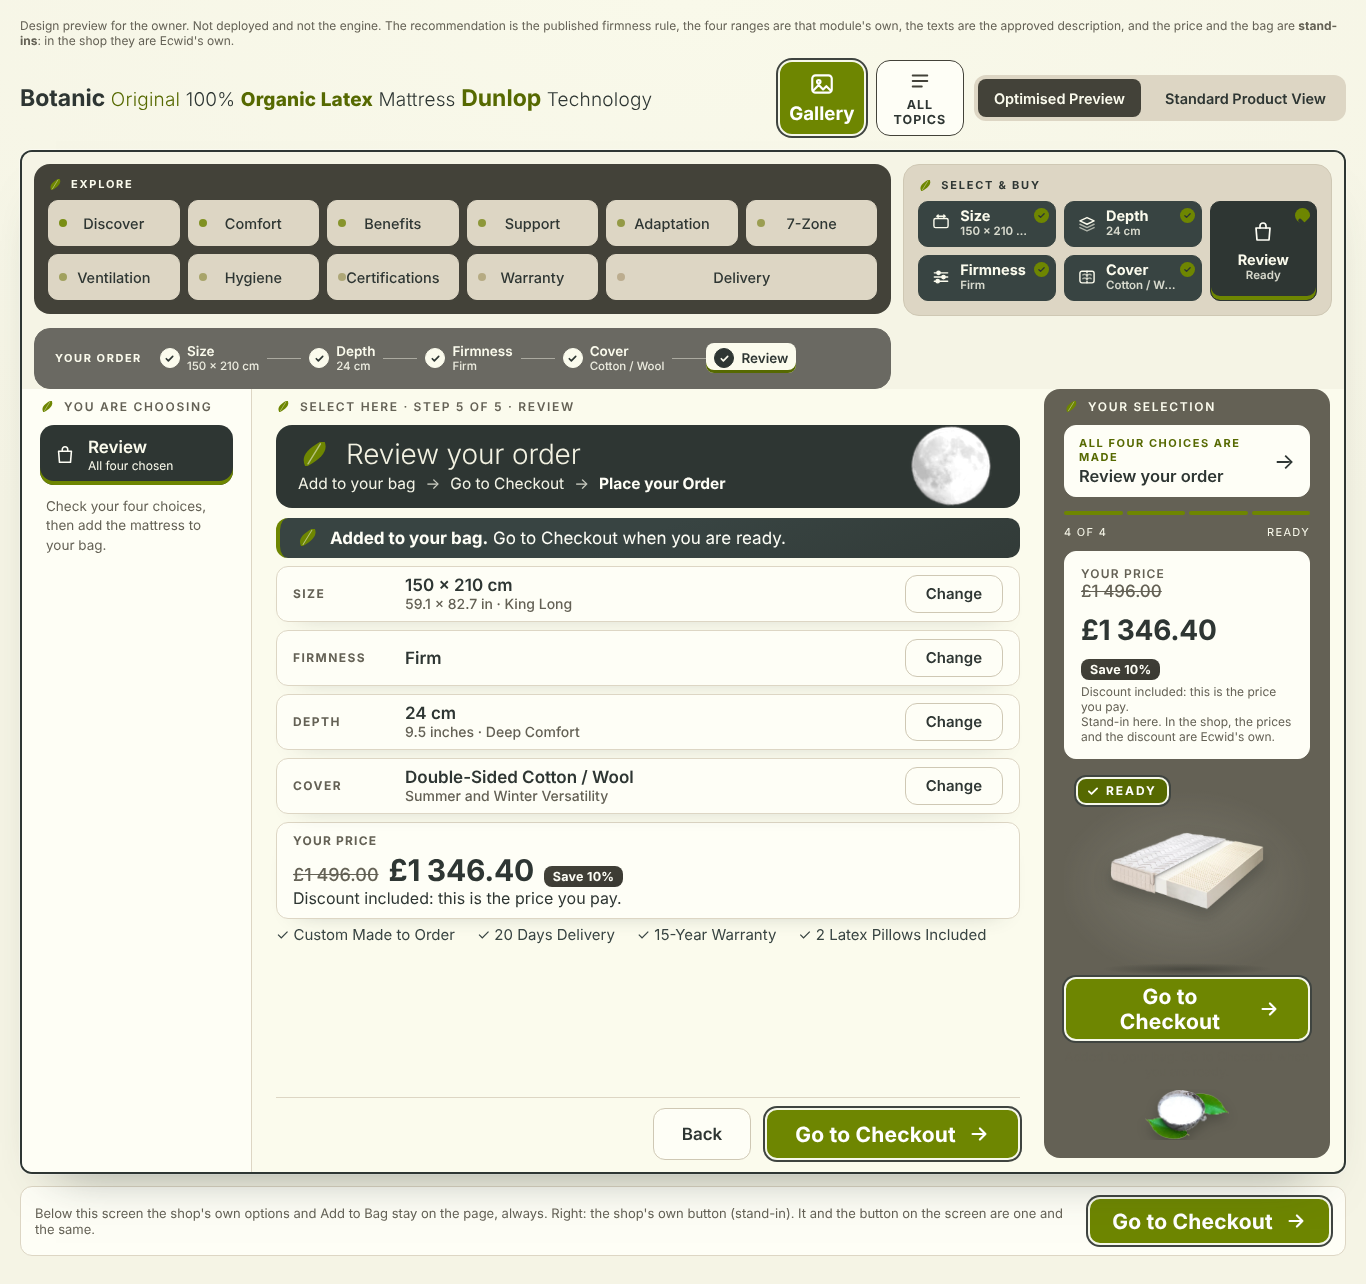 Design preview for the owner. Not deployed and not the engine. The recommendation is the published firmness rule, the four ranges are that module's own, the texts are the approved description, and the price and the bag are stand-
ins: in the shop they are Ecwid's own.
Botanic Original 100% Organic Latex Mattress Dunlop Technology
Gallery
ALL
TOPICS
Optimised Preview
Standard Product View
EXPLORE
Discover
Comfort
Benefits
Support
Adaptation
7-Zone
Ventilation
Hygiene
Certifications
Warranty
Delivery
SELECT & BUY
Size
150 × 210 ...
Depth
24 cm
Firmness
Firm
Cover
Cotton / W...
Review
Ready
YOUR ORDER
Size
150 × 210 cm
Depth
24 cm
Firmness
Firm
Cover
Cotton / Wool
Review
YOU ARE CHOOSING
Review
All four chosen
Check your four choices,
then add the mattress to
your bag.
SELECT HERE · STEP 5 OF 5 · REVIEW
Review your order
Add to your bag → Go to Checkout → Place your Order
Added to your bag. Go to Checkout when you are ready.
SIZE
150 × 210 cm
59.1 × 82.7 in · King Long
Change
FIRMNESS
Firm
Change
DEPTH
24 cm
9.5 inches · Deep Comfort
Change
COVER
Double-Sided Cotton / Wool
Summer and Winter Versatility
Change
YOUR PRICE
£1 496.00 £1 346.40 Save 10%
Discount included: this is the price you pay.
✓ Custom Made to Order ✓ 20 Days Delivery ✓ 15-Year Warranty ✓ 2 Latex Pillows Included
Back
Go to Checkout →
YOUR SELECTION
ALL FOUR CHOICES ARE
MADE
Review your order →
4 OF 4
READY
YOUR PRICE
£1 496.00
£1 346.40
Save 10%
Discount included: this is the price
you pay.
Stand-in here. In the shop, the prices
and the discount are Ecwid's own.
✓ READY
Go to
Checkout →
Below this screen the shop's own options and Add to Bag stay on the page, always. Right: the shop's own button (stand-in). It and the button on the screen are one and
the same.
Go to Checkout →